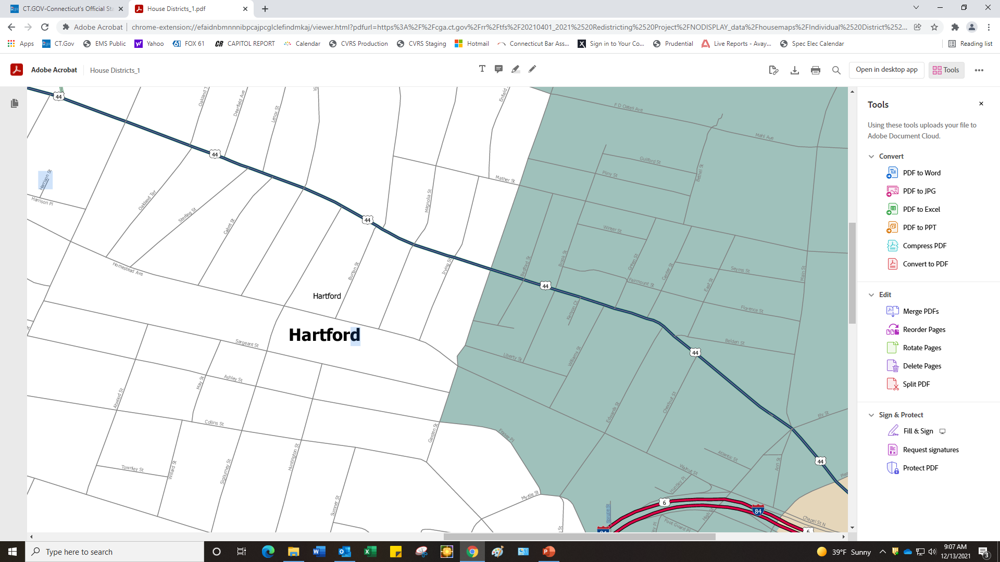 CT.GOV-Connecticut's Official Sta
House Districts_1.pdf
Adobe Acrobat
chrome-extension://efaidnbmnnnibpcajpcglclefindmkaj/viewer.html?pdfurl=https%3A%2F%2Fcga.ct.gov%2Frr%2Ftfs%2F20210401_2021%2520Redistricting%2520Project%2FNODISPLAY_data%2Fhousemaps%2FIndividual%2520District%252...
Apps
CT.Gov
EMS Public
Yahoo
FOX 61
CAPITOL REPORT
Calendar
CVRS Production
CVRS Staging
Hotmail
Connecticut Bar Ass...
Sign in to Your Co...
Prudential
Live Reports - Avay...
Spec Elec Calendar
Reading list
Adobe Acrobat
House Districts_1
Open in desktop app
Tools
44
Oakland T
Deerfield Ave
Lenox St
St
Enfield
F D Oates Ave
Mahl Ave
44
Guilford St
Pliny St
Bethel St
Harrison St
Harrison Pl
Oakland Ter
Sterling St
Cabot St
Magnolia St
Mather St
44
Winter St
Homestead Ave
Burton St
Irving St
Bedford St
Brook St
Green St
Center St
Seyms St
Main St
Fairmount St
East St
44
Hartford
Kenyon Ct
Florence St
Hartford
Sargeant St
Liberty St
Williams St
Belden St
44
Ashley St
May St
Atwood St
Edwards St
Chestnut St
Ely St
Collins St
Garden St
Fraser Pl
Townley St
Willard St
Sigourney St
Huntington St
Atlantic St
Ann St
44
Walnut St
Huntley Pl
Myrtle St
Sumner St
Spruce St
6
84
High St
Foot Guard Pl
Chapel St N
6
Tools
Using these tools uploads your file to
Adobe Document Cloud.
Convert
PDF to Word
PDF to JPG
PDF to Excel
PDF to PPT
Compress PDF
Convert to PDF
Edit
Merge PDFs
Reorder Pages
Rotate Pages
Delete Pages
Split PDF
Sign & Protect
Fill & Sign
Request signatures
Protect PDF
Type here to search
39°F Sunny
9:07 AM
12/13/2021
3